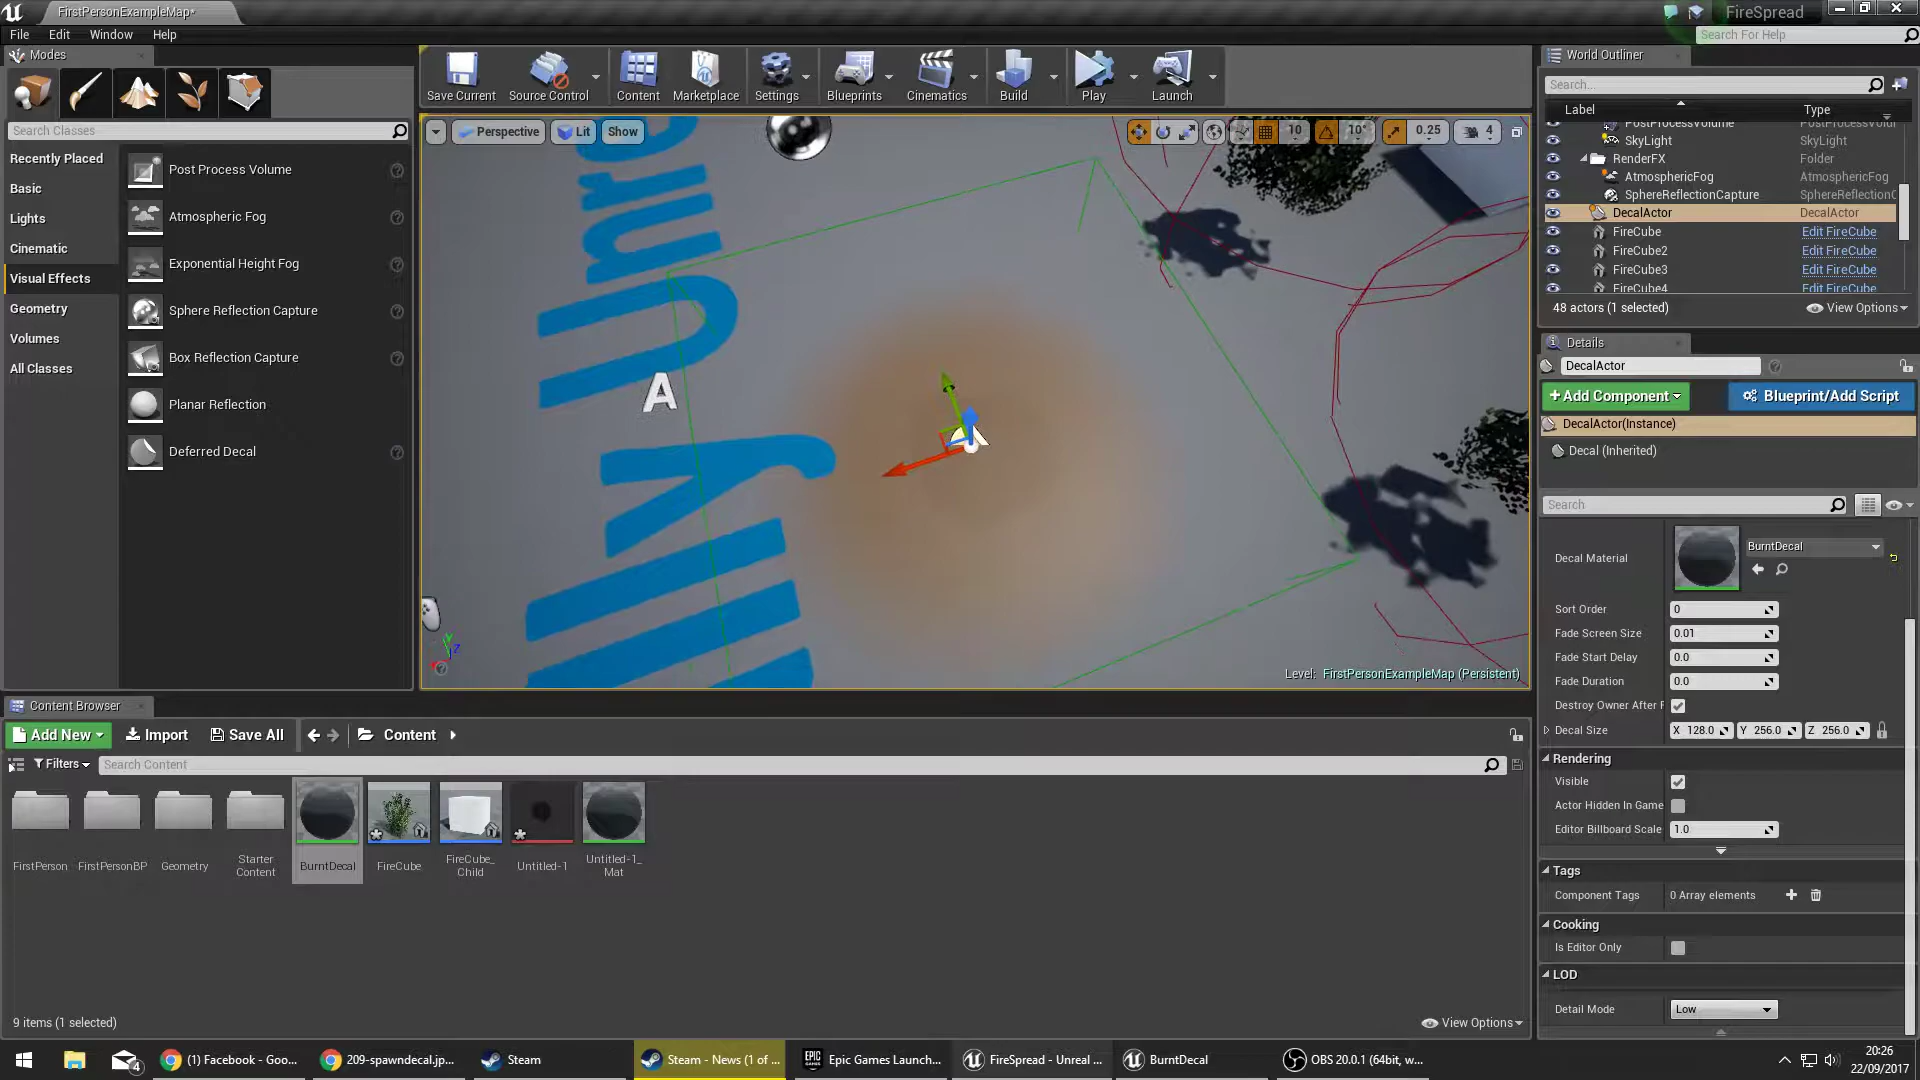 FirstPersonExampleMap*
FireSpread
File Edit Window Help
Search For Help
Modes
Save Current
Source Control
Content
Marketplace
Settings
Blueprints
Cinematics
Build
Play
Launch
Search Classes
Recently Placed
Basic
Lights
Cinematic
Visual Effects
Geometry
Volumes
All Classes
Post Process Volume
Atmospheric Fog
Exponential Height Fog
Sphere Reflection Capture
Box Reflection Capture
Planar Reflection
Deferred Decal
Perspective
Lit
Show
10
10°
0.25
4
A
Level: FirstPersonExampleMap (Persistent)
World Outliner
Search...
Label Type
PostProcessVolume PostProcessVolu
SkyLight SkyLight
RenderFX Folder
AtmosphericFog AtmosphericFog
SphereReflectionCapture SphereReflectionC
DecalActor DecalActor
FireCube Edit FireCube
FireCube2 Edit FireCube
FireCube3 Edit FireCube
FireCube4 Edit FireCube
48 actors (1 selected)
View Options
Details
DecalActor
+Add Component
Blueprint/Add Script
DecalActor(Instance)
Decal (Inherited)
Search
Decal Material
BurntDecal
Sort Order 0
Fade Screen Size 0.01
Fade Start Delay 0.0
Fade Duration 0.0
Destroy Owner After F
Decal Size X 128.0 Y 256.0 Z 256.0
Rendering
Visible
Actor Hidden In Game
Editor Billboard Scale 1.0
Tags
Component Tags 0 Array elements
Cooking
Is Editor Only
LOD
Detail Mode Low
Content Browser
Add New
Import
Save All
Content
Filters
Search Content
FirstPerson
FirstPersonBP
Geometry
Starter
Content
BurntDecal
FireCube
FireCube_
Child
Untitled-1
Untitled-1_
Mat
9 items (1 selected)
View Options
4
(1) Facebook - Goo...
209-spawndecal.jp...
Steam
Steam - News (1 of ...
EPIC
GAMES
Epic Games Launch...
FireSpread - Unreal ...
BurntDecal
OBS 20.0.1 (64bit, w...
20:26
22/09/2017